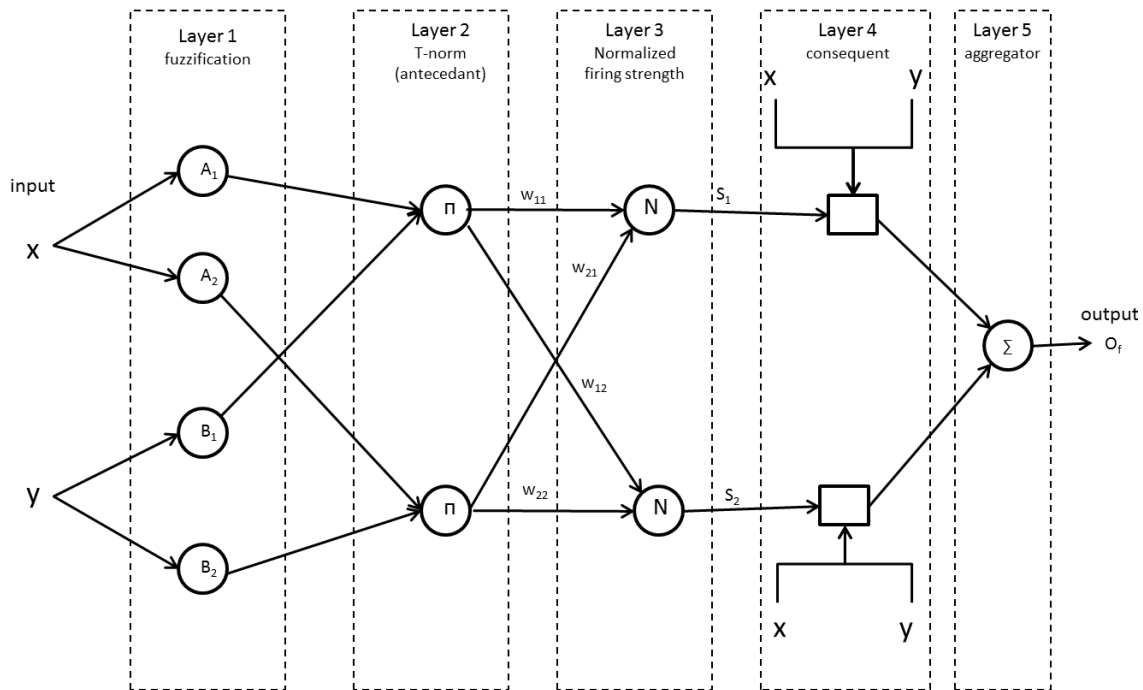 Layer 1
fuzzification
Layer 2
T-norm
(antecedant)
Layer 3
Normalized
firing strength
Layer 4
consequent
Layer 5
aggregator
x
y
input
x
y
A₁
A₂
B₁
B₂
Π
Π
w₁₁
w₂₁
w₁₂
w₂₂
N
N
S₁
S₂
x
y
Σ
output
Of